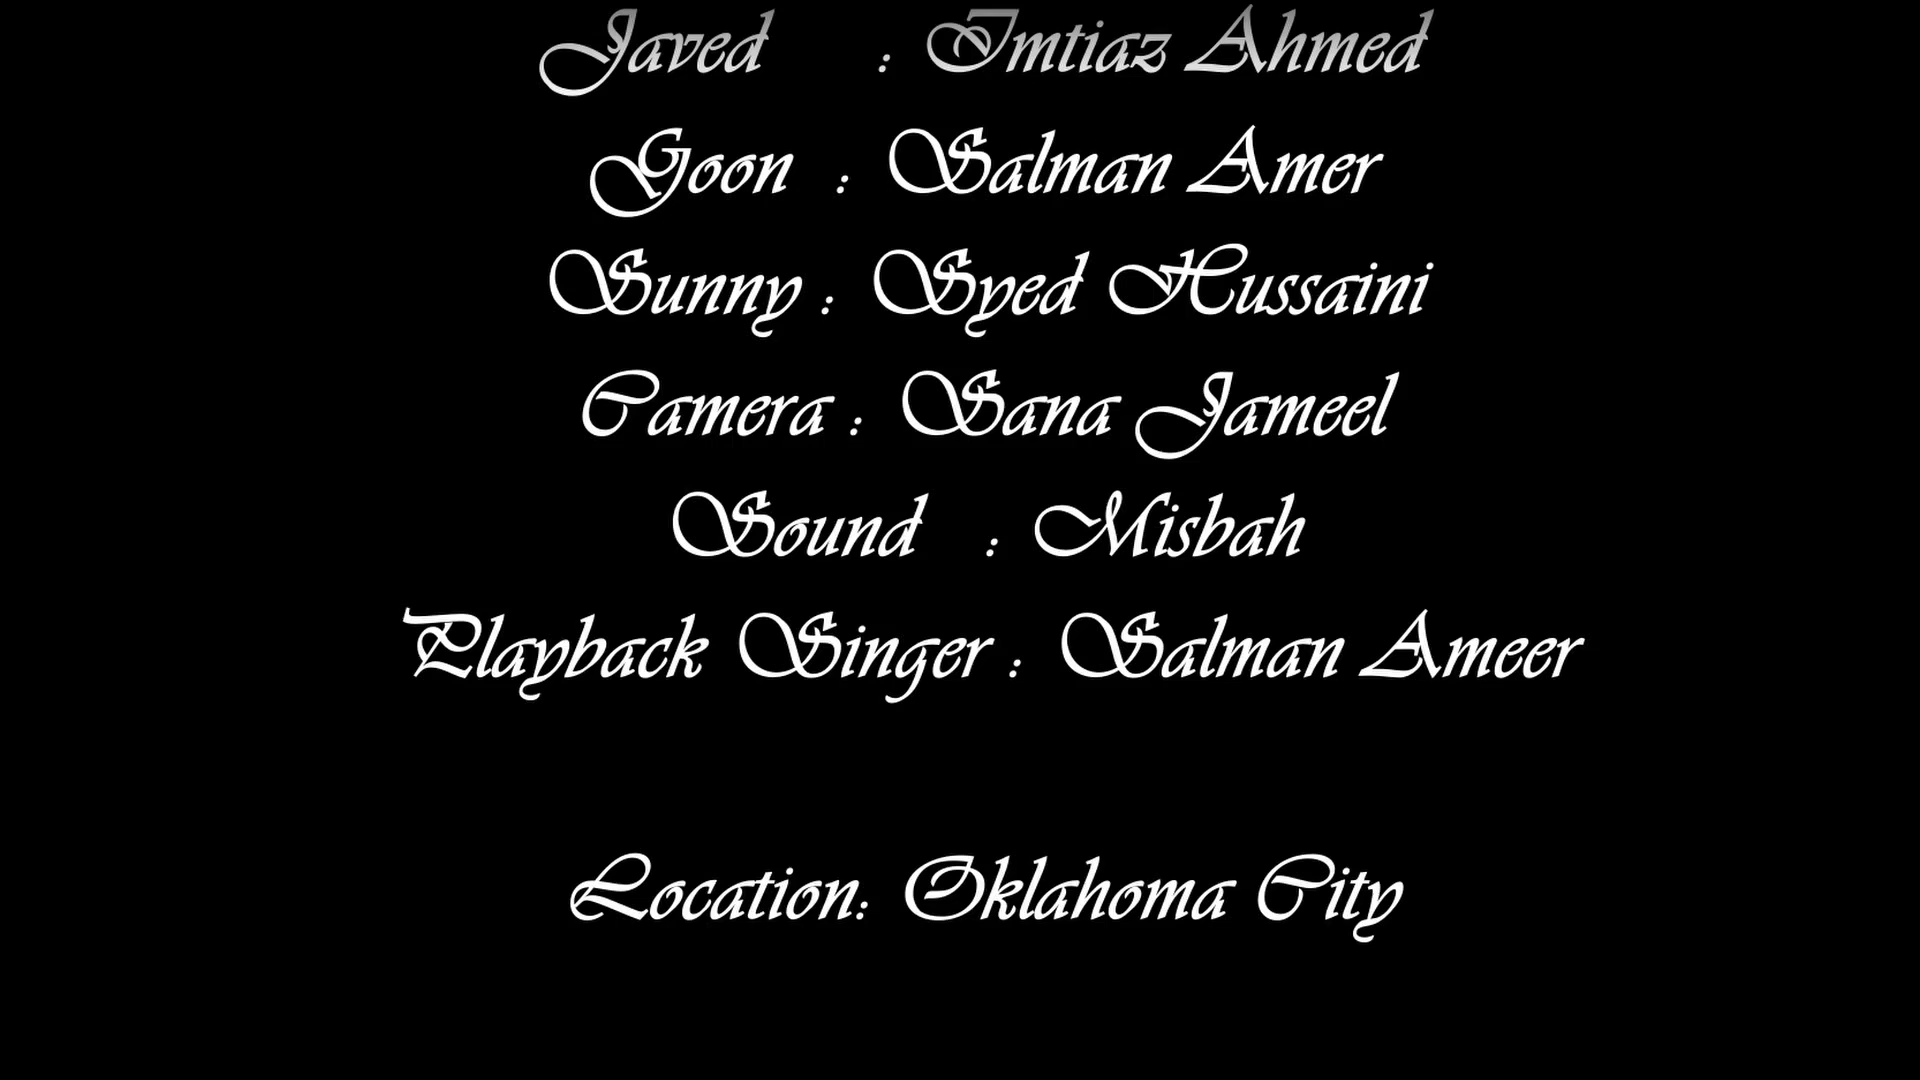 Javed : Imtiaz Ahmed
Goon : Salman Amer
Sunny : Syed Hussaini
Camera : Sana Jameel
Sound : Misbah
Playback Singer : Salman Ameer
Location: Oklahoma City